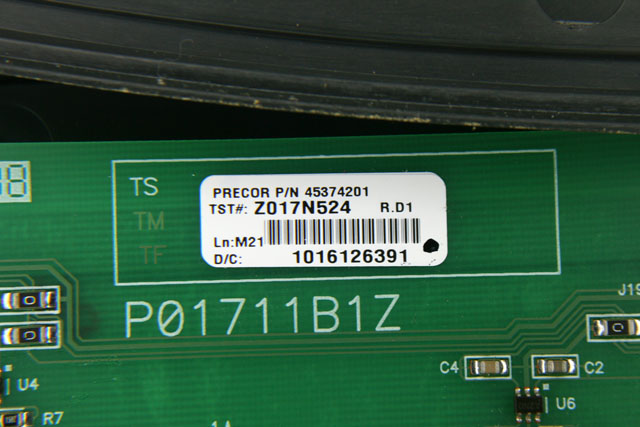 TS
TM
TF
PRECOR P/N 45374201
TST#: Z017N524 R.D1
Ln:M21
D/C: 1016126391
P01711B1Z
J19
C4
C2
U4
U6
R7